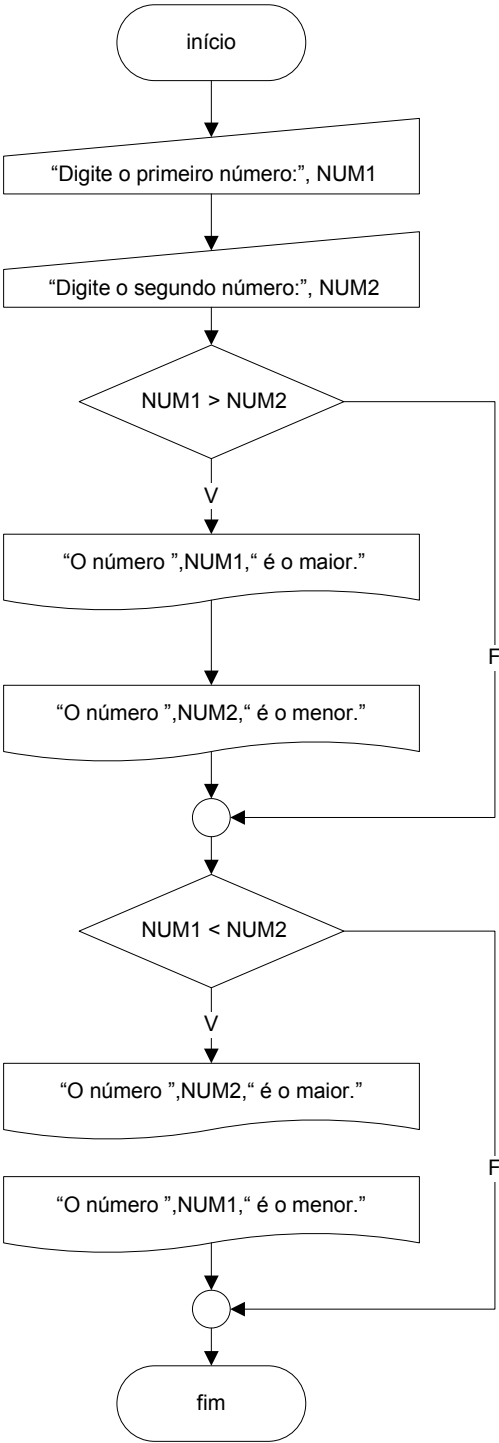 início
“Digite o primeiro número:”, NUM1
“Digite o segundo número:”, NUM2
NUM1 > NUM2
V
“O número ”,NUM1,“ é o maior.”
F
“O número ”,NUM2,“ é o menor.”
NUM1 < NUM2
V
“O número ”,NUM2,“ é o maior.”
F
“O número ”,NUM1,“ é o menor.”
fim